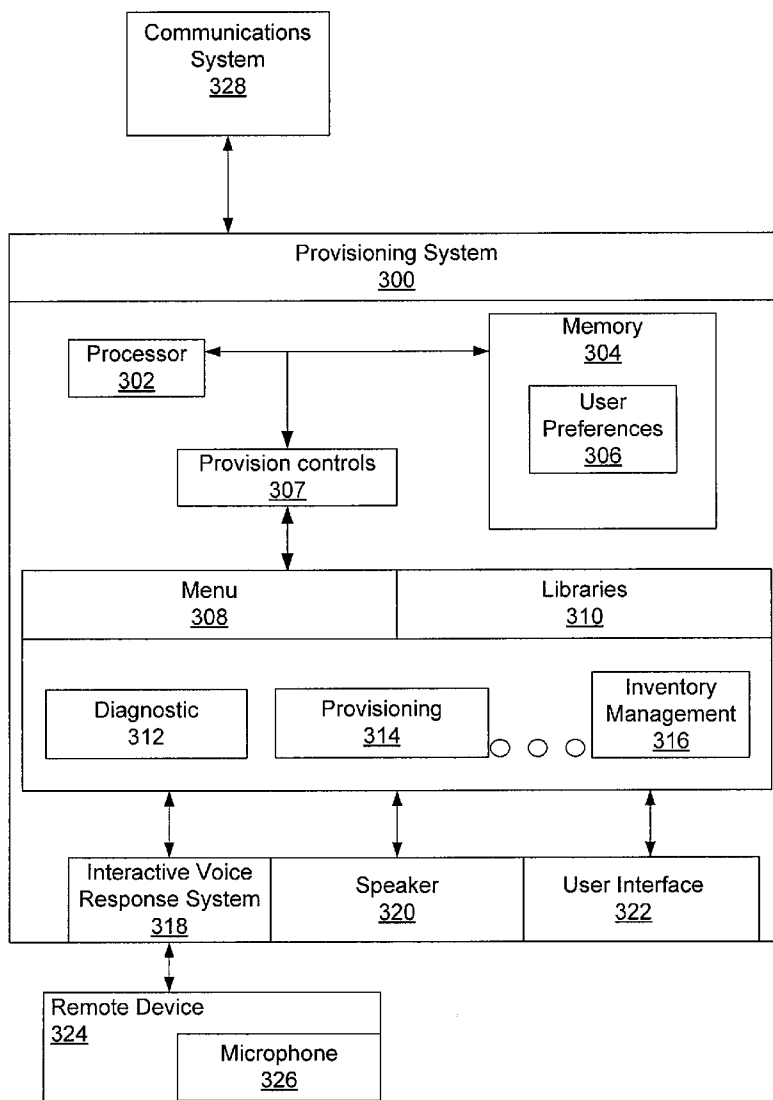 Communications
System
328
Provisioning System
300
Processor
302
Memory
304
User
Preferences
306
Provision controls
307
Menu
308
Libraries
310
Diagnostic
312
Provisioning
314
Inventory
Management
316
Interactive Voice
Response System
318
Speaker
320
User Interface
322
Remote Device
324
Microphone
326